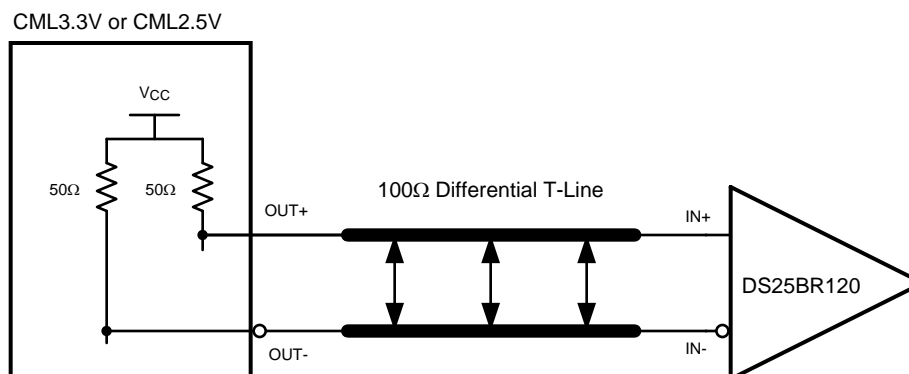 CML3.3V or CML2.5V
VCC
50Ω
50Ω
100Ω Differential T-Line
OUT+
IN+
DS25BR120
OUT-
IN-